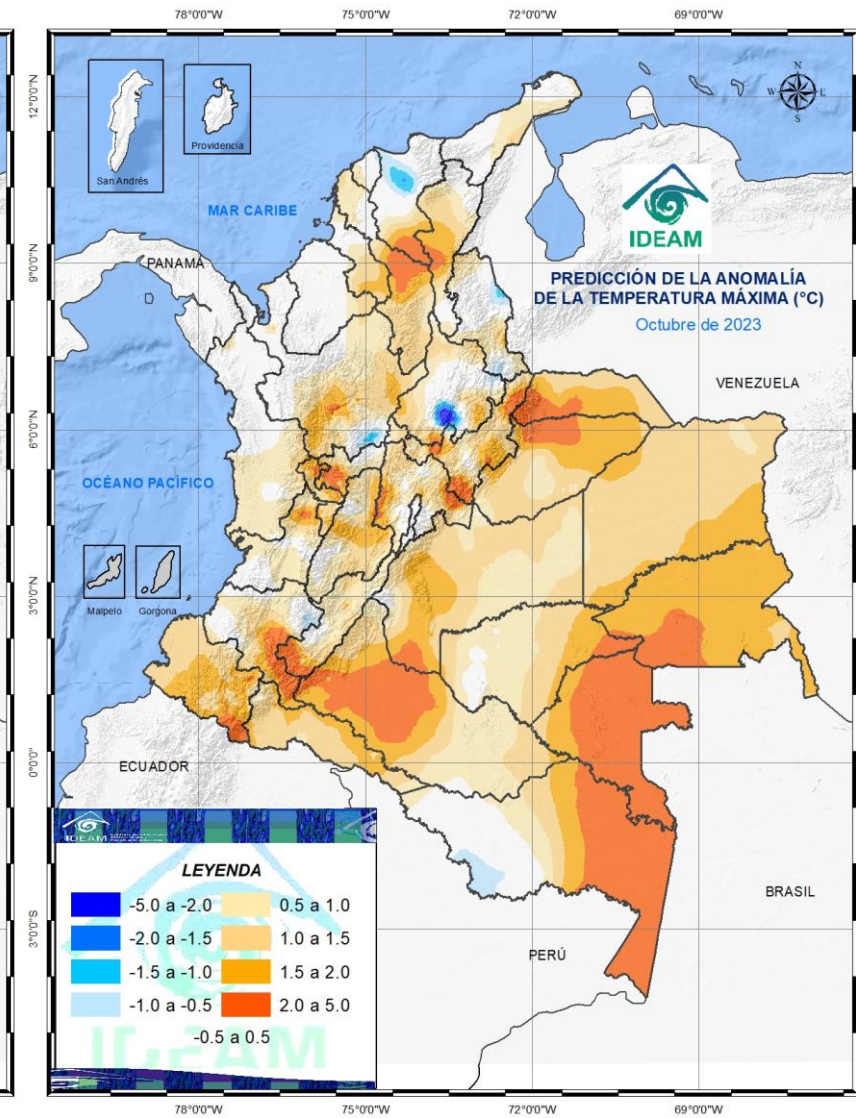 78°0'0"W 75°0'0"W 72°0'0"W 69°0'0"W
12°0'0"N
N
W E
S
San Andrés
Providencia
MAR CARIBE
IDEAM
9°0'0"N
PANAMÁ
PREDICCIÓN DE LA ANOMALÍA
DE LA TEMPERATURA MÁXIMA (°C)
Octubre de 2023
VENEZUELA
6°0'0"N
OCÉANO PACÍFICO
3°0'0"N
Malpelo Gorgona
0°0'0"
ECUADOR
IDEAM
LEYENDA
-5.0 a -2.0 0.5 a 1.0
-2.0 a -1.5 1.0 a 1.5
-1.5 a -1.0 1.5 a 2.0
-1.0 a -0.5 2.0 a 5.0
-0.5 a 0.5
IDEAM
BRASIL
3°0'0"S
PERÚ
78°0'0"W 75°0'0"W 72°0'0"W 69°0'0"W